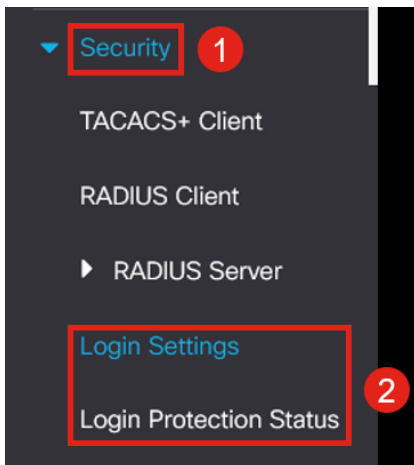 Security 1
TACACS+ Client
RADIUS Client
RADIUS Server
Login Settings
2
Login Protection Status